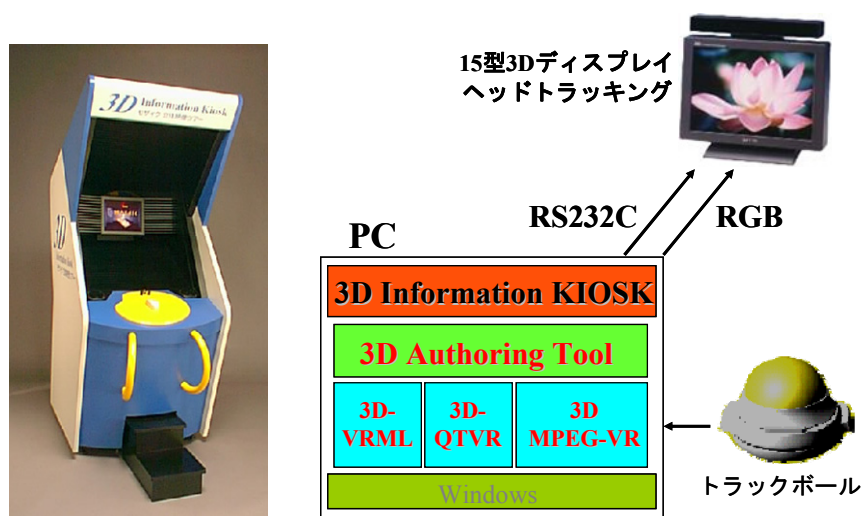 3D Information Kiosk
3D
15型3Dディスプレイ
ヘッドトラッキング
RS232C
RGB
PC
3D Information KIOSK
3D Authoring Tool
3D-
VRML
3D-
QTVR
3D
MPEG-VR
Windows
トラックボール